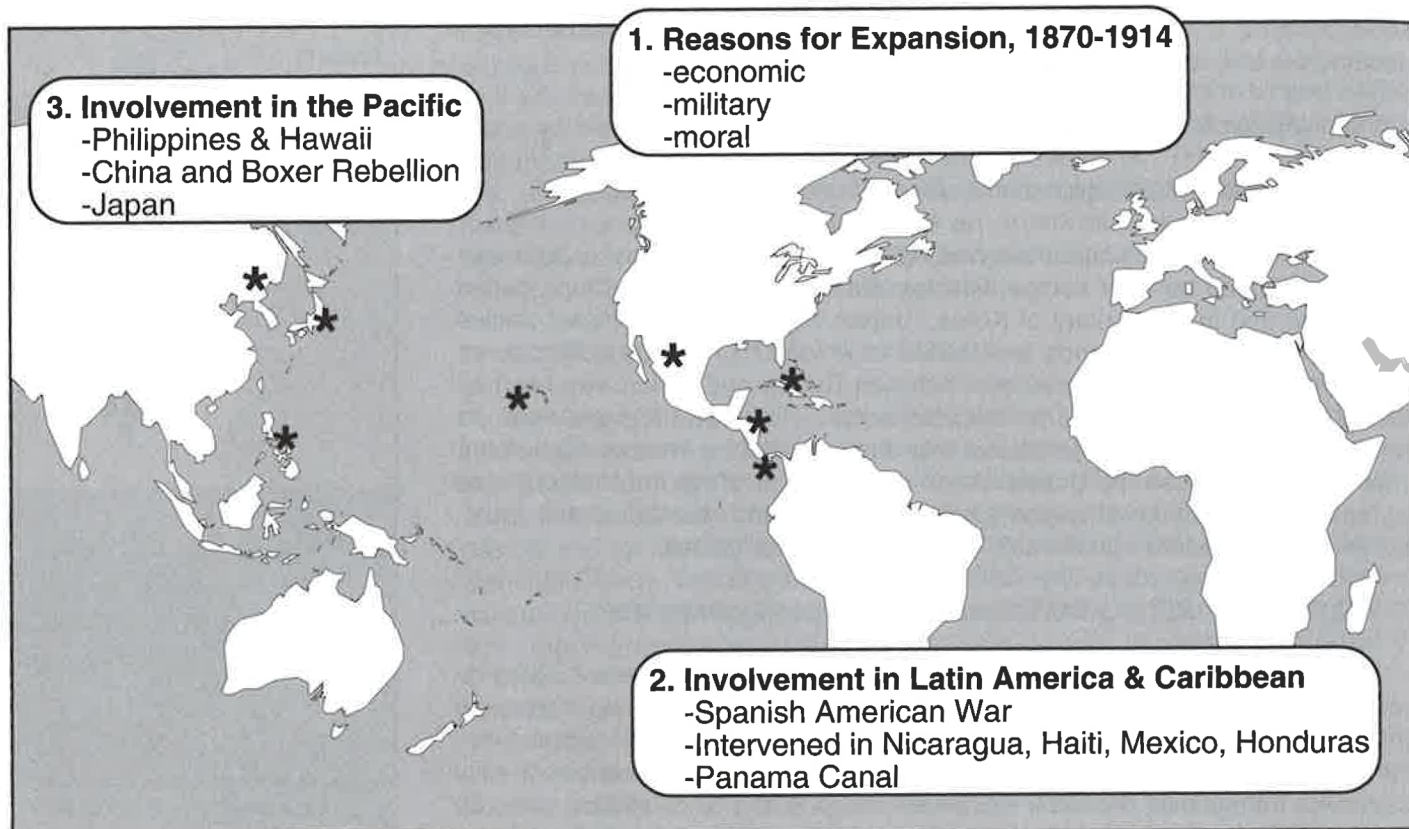 1. Reasons for Expansion, 1870-1914
-economic
-military
-moral
2. Involvement in Latin America & Caribbean
-Spanish American War
-Intervened in Nicaragua, Haiti, Mexico, Honduras
-Panama Canal
3. Involvement in the Pacific
-Philippines & Hawaii
-China and Boxer Rebellion
-Japan